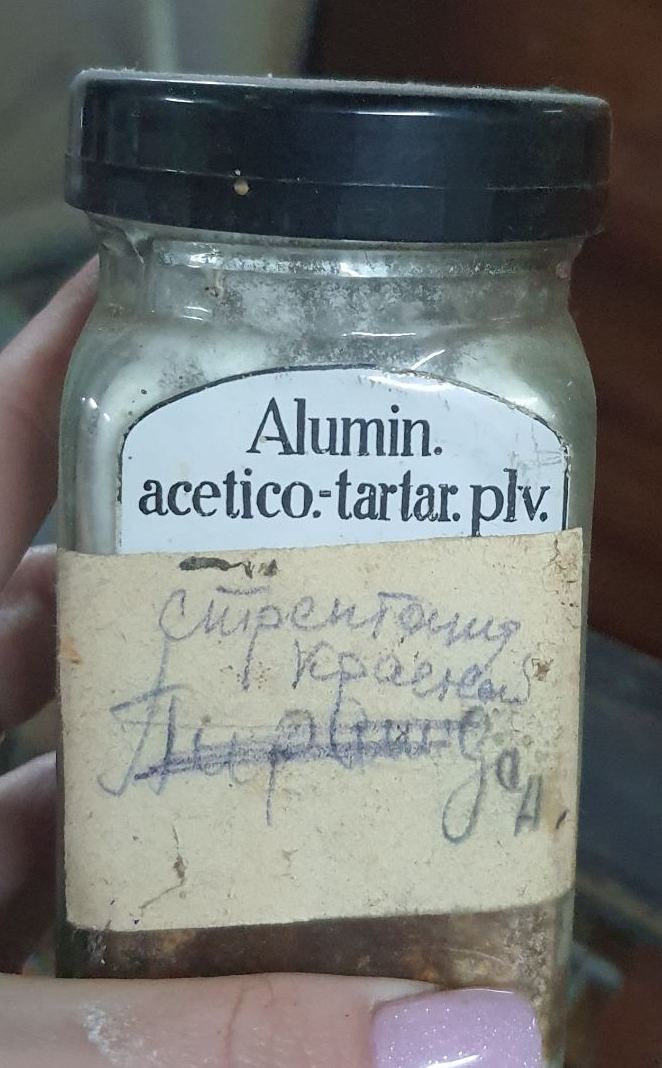 Alumin.
acetico.-tartar. plv.
стрептоцид
красный